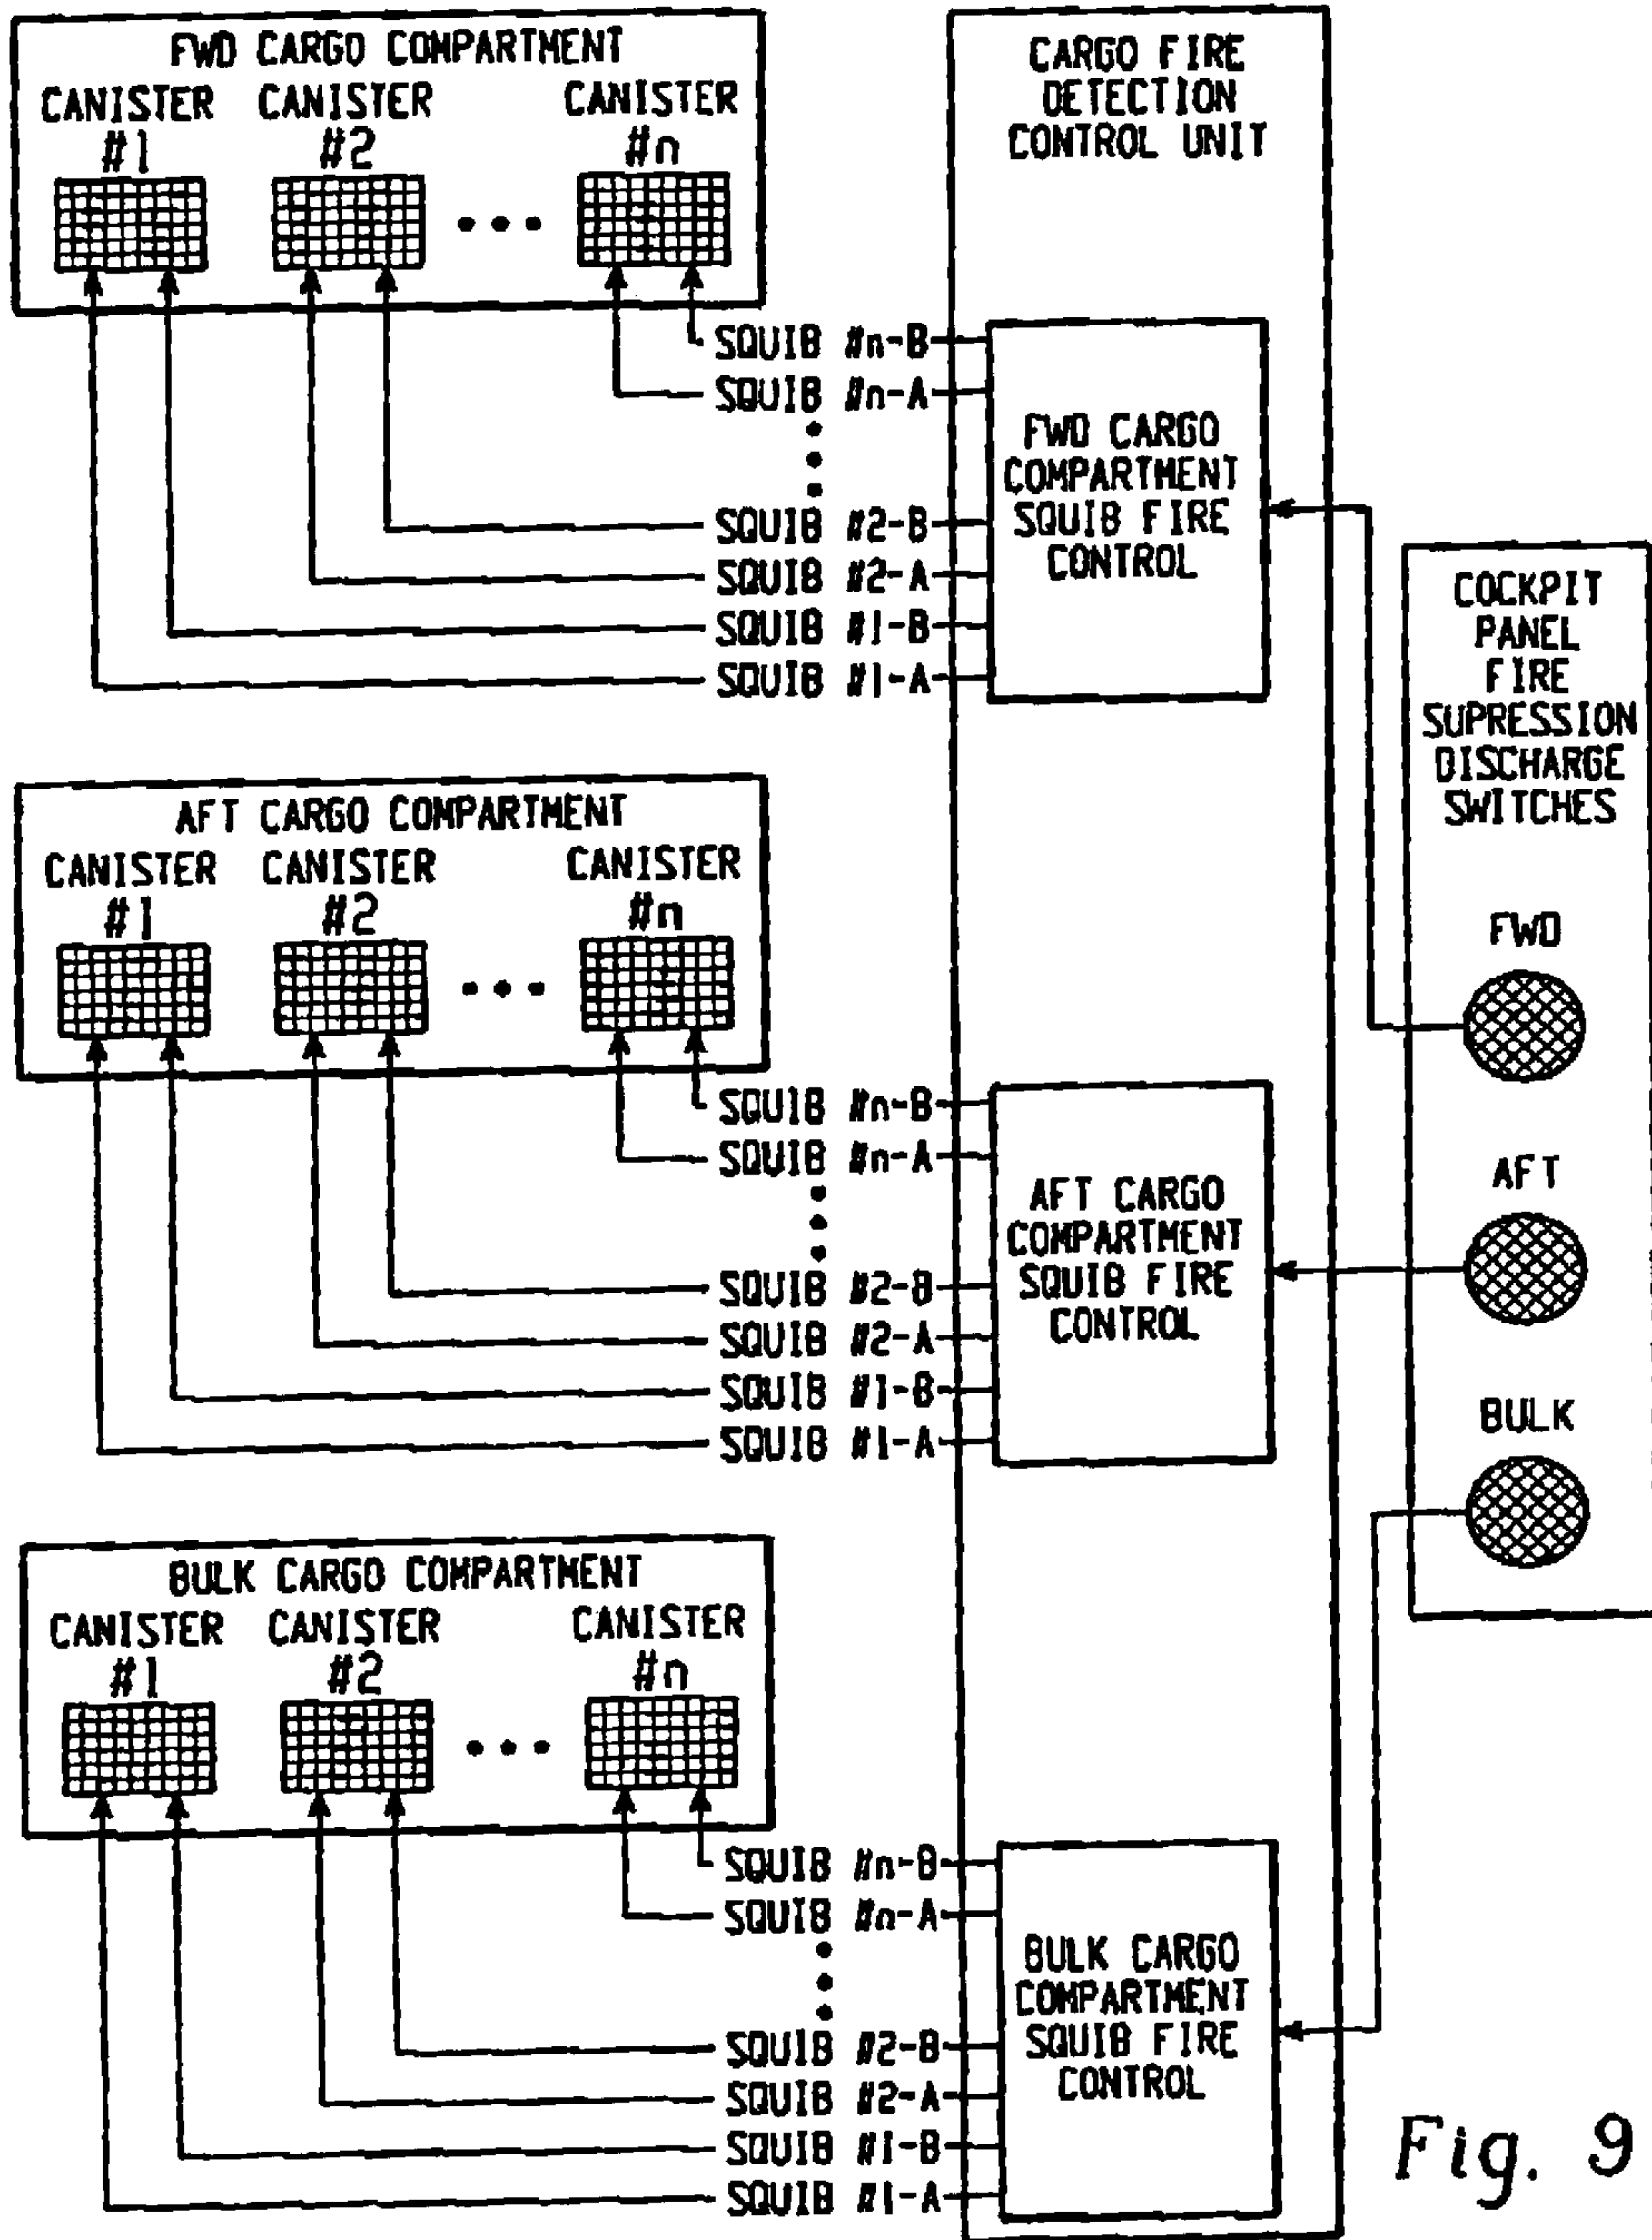 FWD CARGO COMPARTMENT
CANISTER #1
CANISTER #2
CANISTER #n
SQUIB #n-B
SQUIB #n-A
SQUIB #2-B
SQUIB #2-A
SQUIB #1-B
SQUIB #1-A
AFT CARGO COMPARTMENT
CANISTER #1
CANISTER #2
CANISTER #n
SQUIB #n-B
SQUIB #n-A
SQUIB #2-B
SQUIB #2-A
SQUIB #1-B
SQUIB #1-A
BULK CARGO COMPARTMENT
CANISTER #1
CANISTER #2
CANISTER #n
SQUIB #n-B
SQUIB #n-A
SQUIB #2-B
SQUIB #2-A
SQUIB #1-B
SQUIB #1-A
CARGO FIRE
DETECTION
CONTROL UNIT
FWD CARGO
COMPARTMENT
SQUIB FIRE
CONTROL
AFT CARGO
COMPARTMENT
SQUIB FIRE
CONTROL
BULK CARGO
COMPARTMENT
SQUIB FIRE
CONTROL
COCKPIT
PANEL
FIRE
SUPRESSION
DISCHARGE
SWITCHES
FWD
AFT
BULK
Fig. 9